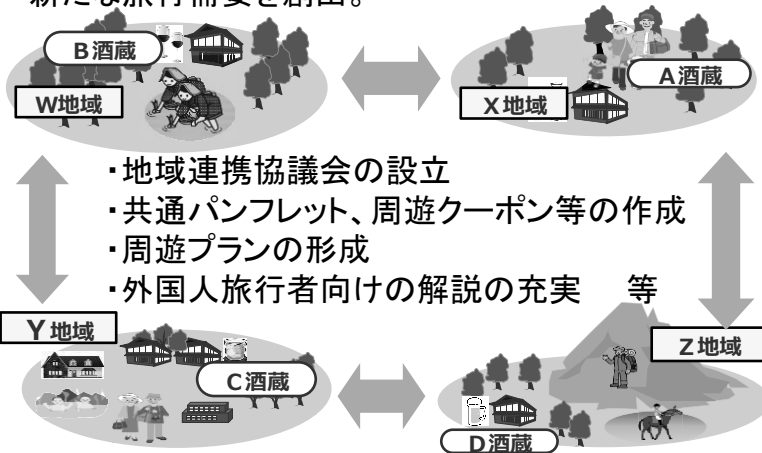 新たな旅行需要を創出。
B酒蔵
W地域
A酒蔵
X地域
・地域連携協議会の設立
・共通パンフレット、周遊クーポン等の作成
・周遊プランの形成
・外国人旅行者向けの解説の充実　等
Y地域
C酒蔵
Z地域
D酒蔵